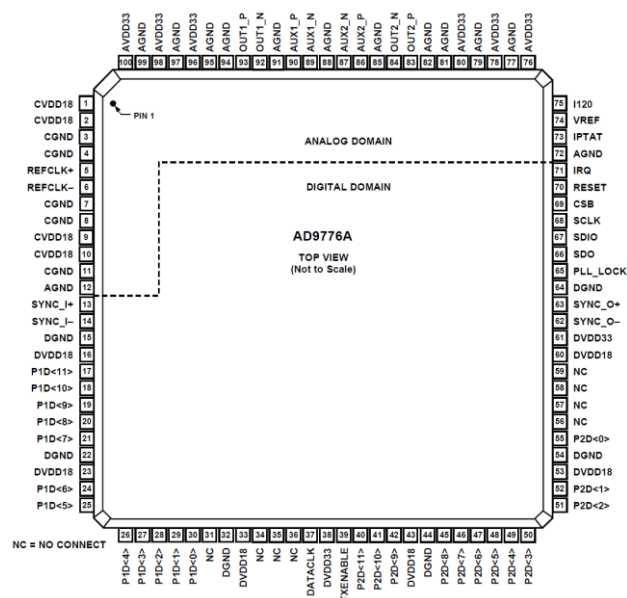 AVDD33 AGND AVDD33 AGND AVDD33 AGND AGND OUT1_P OUT1_N AGND AUX1_P AUX1_N AGND AUX2_N AUX2_P AGND OUT2_N OUT2_P AGND AGND AVDD33 AGND AVDD33 AGND AVDD33
100 99 98 97 96 95 94 93 92 91 90 89 88 87 86 85 84 83 82 81 80 79 78 77 76
CVDD18 1
CVDD18 2
CGND 3
CGND 4
REFCLK+ 5
REFCLK– 6
CGND 7
CGND 8
CVDD18 9
CVDD18 10
CGND 11
AGND 12
SYNC_I+ 13
SYNC_I– 14
DGND 15
DVDD18 16
P1D<11> 17
P1D<10> 18
P1D<9> 19
P1D<8> 20
P1D<7> 21
DGND 22
DVDD18 23
P1D<6> 24
P1D<5> 25
PIN 1
ANALOG DOMAIN
DIGITAL DOMAIN
AD9776A
TOP VIEW
(Not to Scale)
75 I120
74 VREF
73 IPTAT
72 AGND
71 IRQ
70 RESET
69 CSB
68 SCLK
67 SDIO
66 SDO
65 PLL_LOCK
64 DGND
63 SYNC_O+
62 SYNC_O–
61 DVDD33
60 DVDD18
59 NC
58 NC
57 NC
56 NC
55 P2D<0>
54 DGND
53 DVDD18
52 P2D<1>
51 P2D<2>
26 27 28 29 30 31 32 33 34 35 36 37 38 39 40 41 42 43 44 45 46 47 48 49 50
P1D<4> P1D<3> P1D<2> P1D<1> P1D<0> NC DGND DVDD18 NC NC NC DATACLK DVDD33 TXENABLE P2D<11> P2D<10> P2D<9> DVDD18 DGND P2D<8> P2D<7> P2D<6> P2D<5> P2D<4> P2D<3>
NC = NO CONNECT